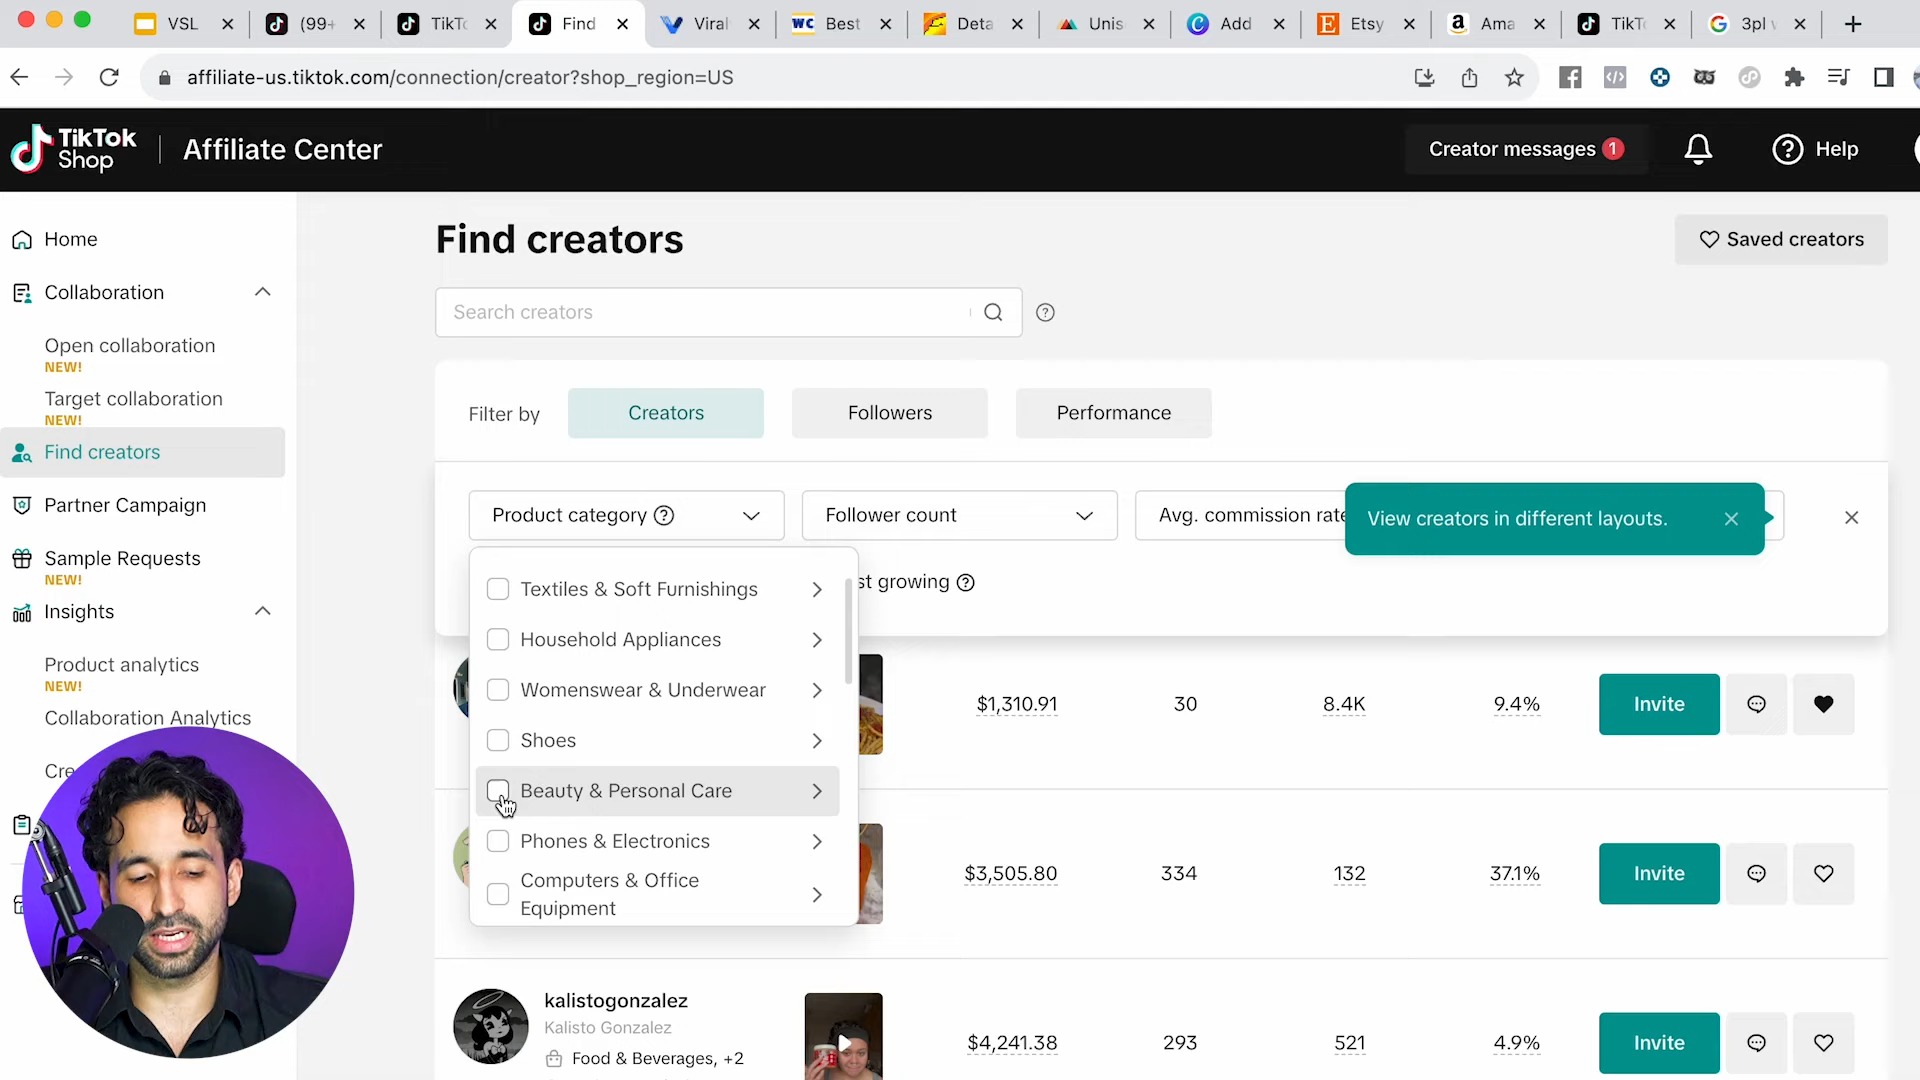 VSL
(99+
TikTo
Find
Viral
WC Best
Deta
Unis
Add
Etsy
Ama
TikTo
3pl v
affiliate-us.tiktok.com/connection/creator?shop_region=US
TikTok
Shop
Affiliate Center
Creator messages 1
Help
Home
Collaboration
Open collaboration
NEW!
Target collaboration
NEW!
Find creators
Partner Campaign
Sample Requests
NEW!
Insights
Product analytics
NEW!
Collaboration Analytics
Cre
Find creators
Saved creators
Search creators
Filter by
Creators
Followers
Performance
Product category
Follower count
Avg. commission rate
View creators in different layouts.
st growing
Textiles & Soft Furnishings
Household Appliances
Womenswear & Underwear
Shoes
Beauty & Personal Care
Phones & Electronics
Computers & Office
Equipment
$1,310.91 30 8.4K 9.4% Invite
$3,505.80 334 132 37.1% Invite
kalistogonzalez
Kalisto Gonzalez
Food & Beverages, +2
$4,241.38 293 521 4.9% Invite